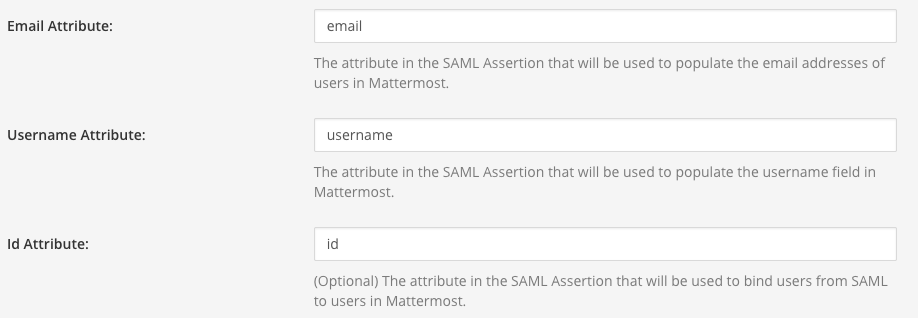 Email Attribute:
email
The attribute in the SAML Assertion that will be used to populate the email addresses of
users in Mattermost.
Username Attribute:
username
The attribute in the SAML Assertion that will be used to populate the username field in
Mattermost.
Id Attribute:
id
(Optional) The attribute in the SAML Assertion that will be used to bind users from SAML
to users in Mattermost.